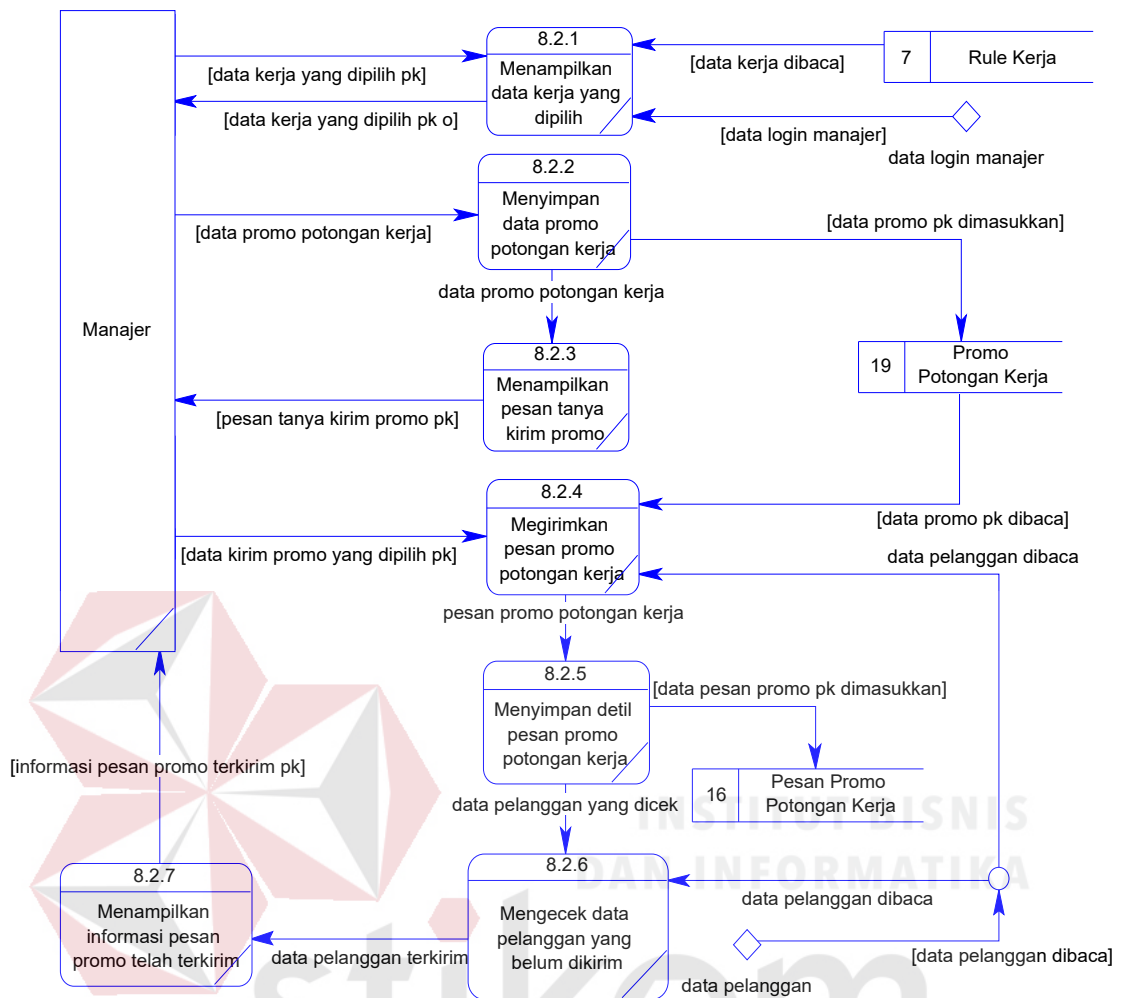 8.2.1
Menampilkan
data kerja yang
dipilih
[data kerja yang dipilih pk]
[data kerja yang dipilih pk o]
[data kerja dibaca]
7
Rule Kerja
[data login manajer]
data login manajer
8.2.2
Menyimpan
data promo
potongan kerja
[data promo potongan kerja]
[data promo pk dimasukkan]
data promo potongan kerja
Manajer
8.2.3
Menampilkan
pesan tanya
kirim promo
[pesan tanya kirim promo pk]
19
Promo
Potongan Kerja
8.2.4
Megirimkan
pesan promo
potongan kerja
[data kirim promo yang dipilih pk]
[data promo pk dibaca]
data pelanggan dibaca
pesan promo potongan kerja
8.2.5
Menyimpan detil
pesan promo
potongan kerja
[data pesan promo pk dimasukkan]
16
Pesan Promo
Potongan Kerja
[informasi pesan promo terkirim pk]
data pelanggan yang dicek
INSTITUT BISNIS
DAN INFORMATIKA
8.2.6
Mengecek data
pelanggan yang
belum dikirim
data pelanggan dibaca
[data pelanggan dibaca]
data pelanggan
8.2.7
Menampilkan
informasi pesan
promo telah terkirim
data pelanggan terkirim
stikom